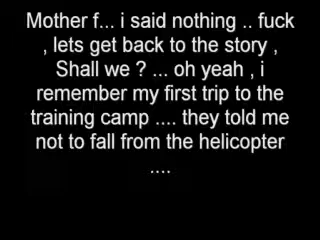 Mother f... i said nothing .. fuck
, lets get back to the story ,
Shall we ? ... oh yeah , i
remember my first trip to the
training camp .... they told me
not to fall from the helicopter
....